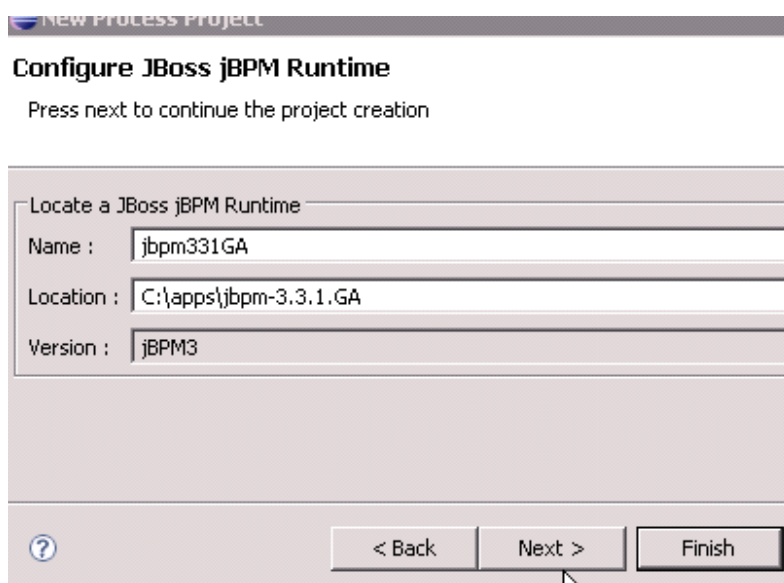 New Process Project
Configure JBoss jBPM Runtime
Press next to continue the project creation
Locate a JBoss jBPM Runtime
Name : jbpm331GA
Location : C:\apps\jbpm-3.3.1.GA
Version : jBPM3
? < Back Next > Finish